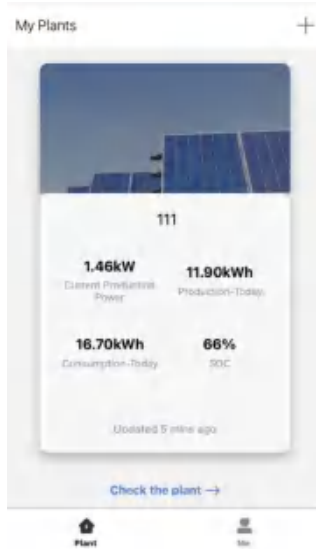 My Plants
111
1.46kW
Current Production
Power
11.90kWh
Production-Today
16.70kWh
Consumption-Today
66%
SOC
Updated 5 mins ago
Check the plant →
Plant
Me